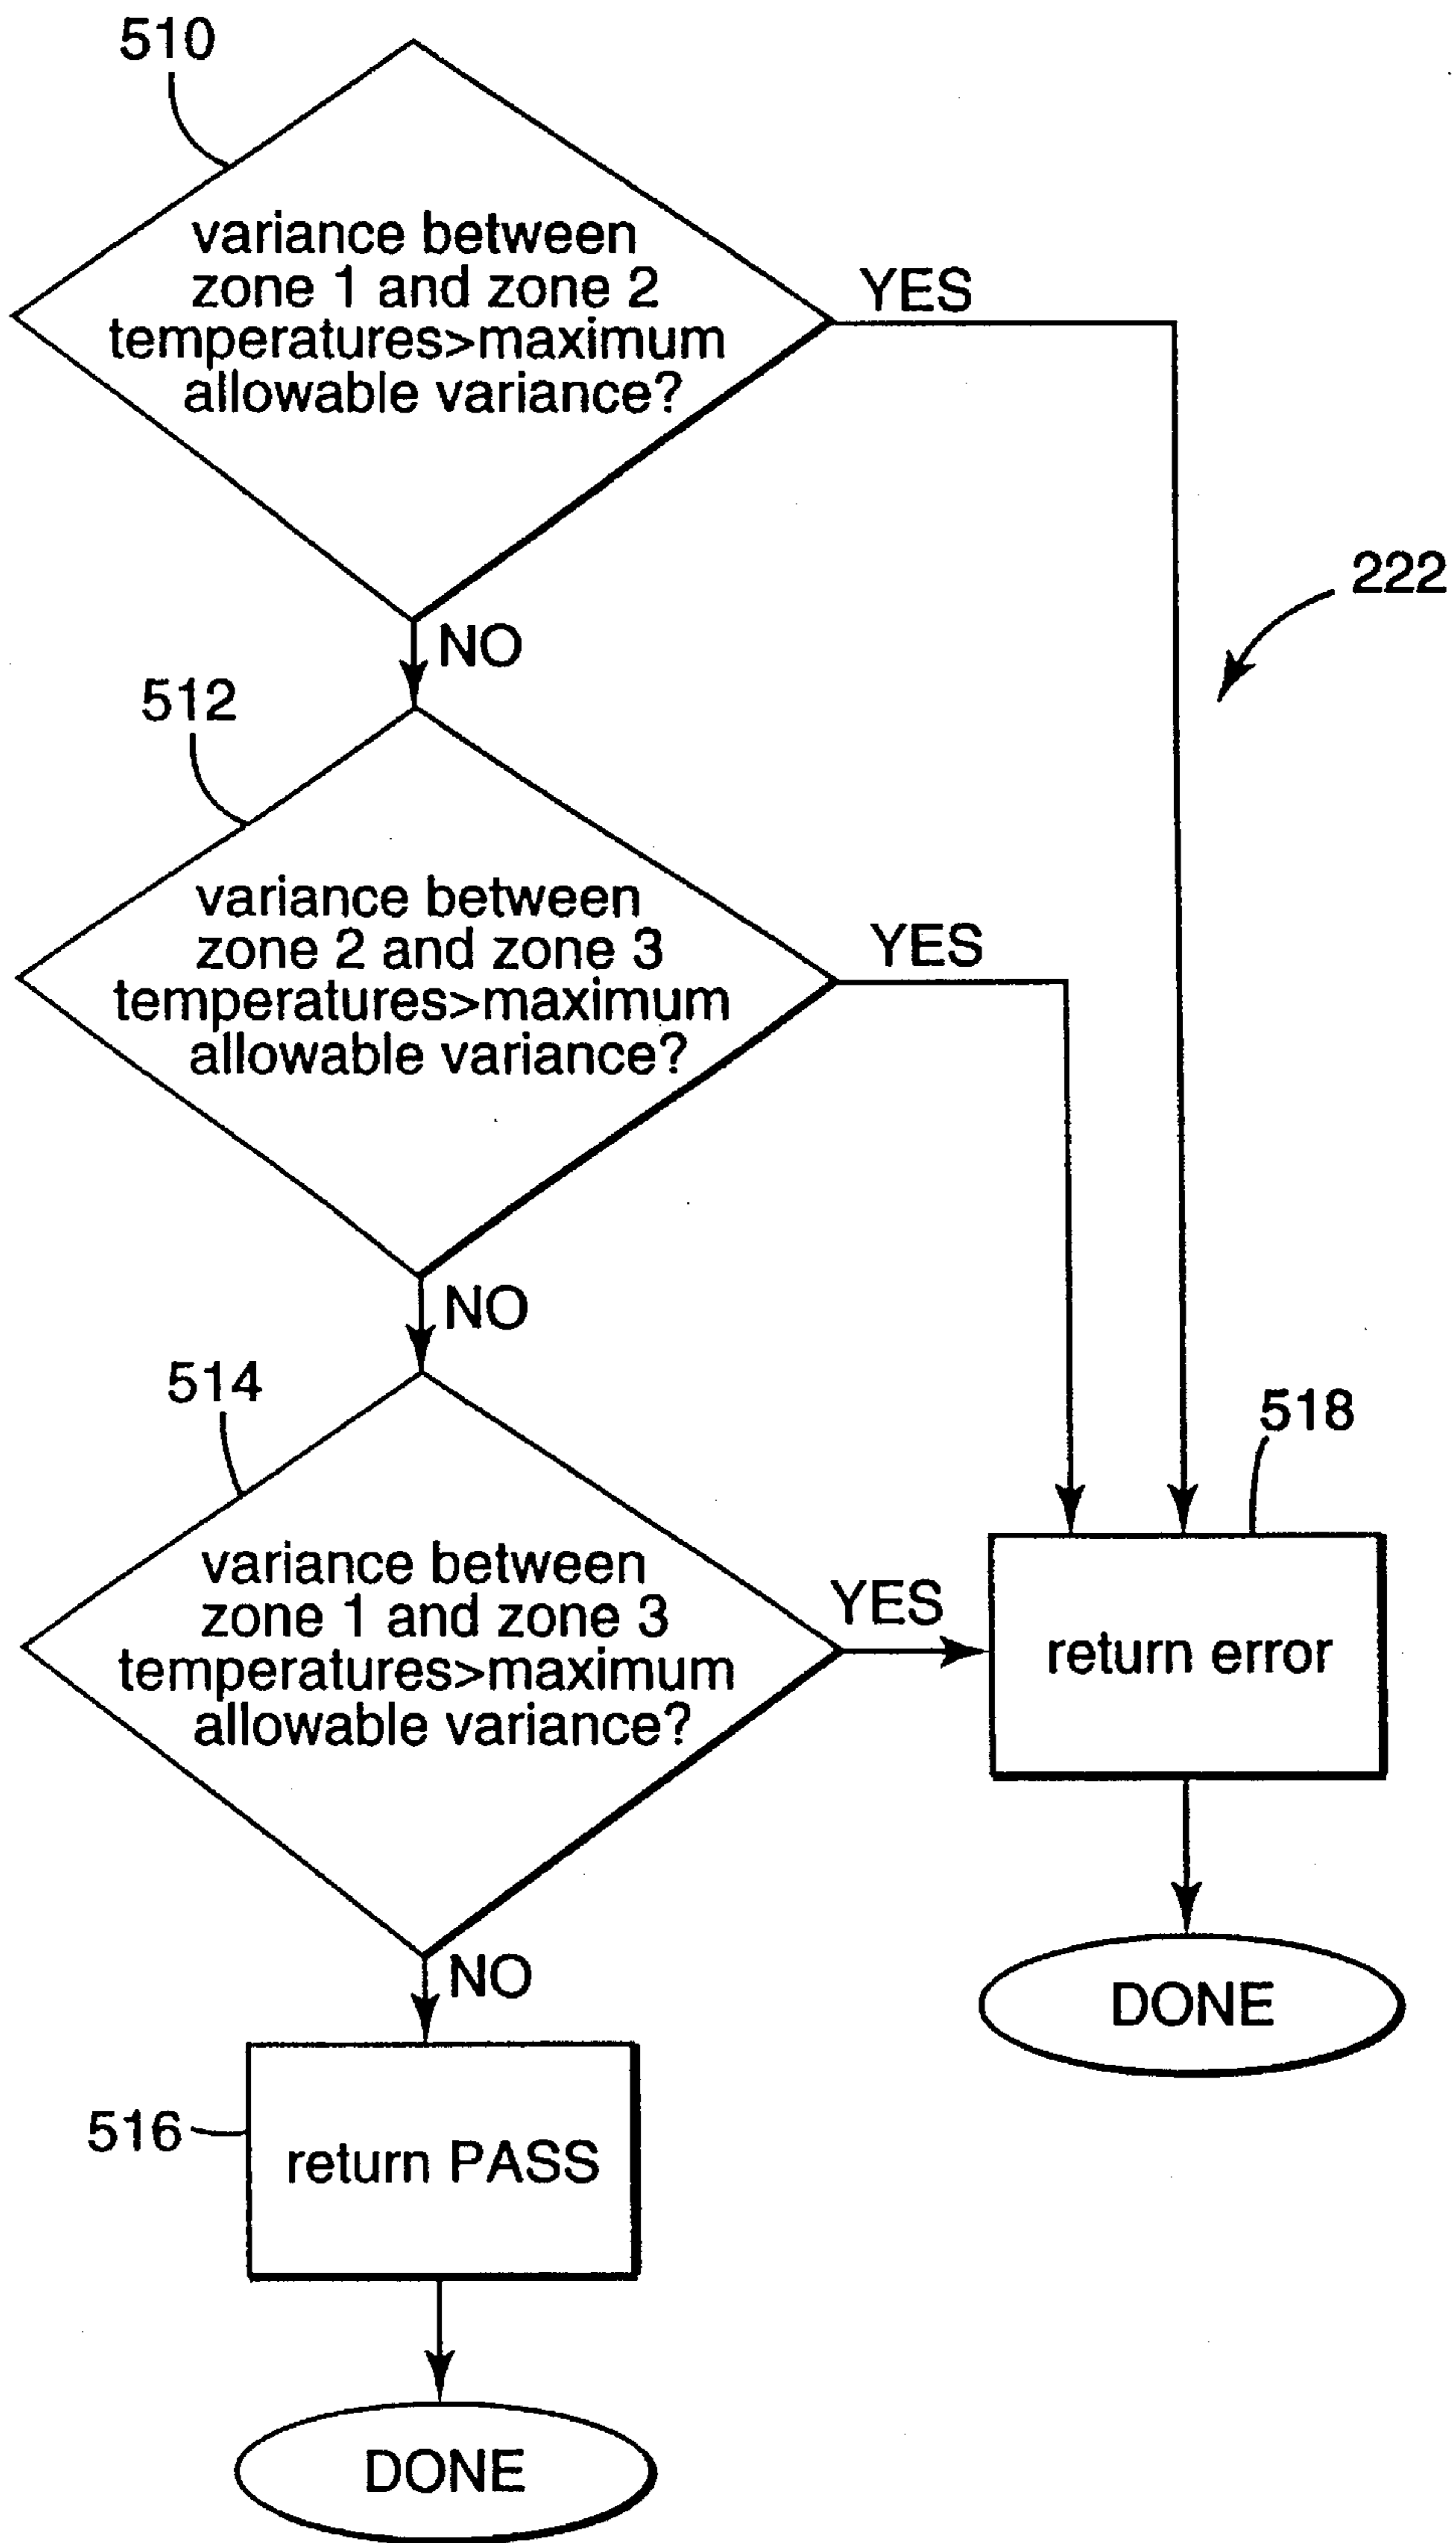 510
variance between
zone 1 and zone 2
temperatures>maximum
allowable variance?
YES
222
NO
512
variance between
zone 2 and zone 3
temperatures>maximum
allowable variance?
YES
NO
514
variance between
zone 1 and zone 3
temperatures>maximum
allowable variance?
YES
518
return error
DONE
NO
516
return PASS
DONE